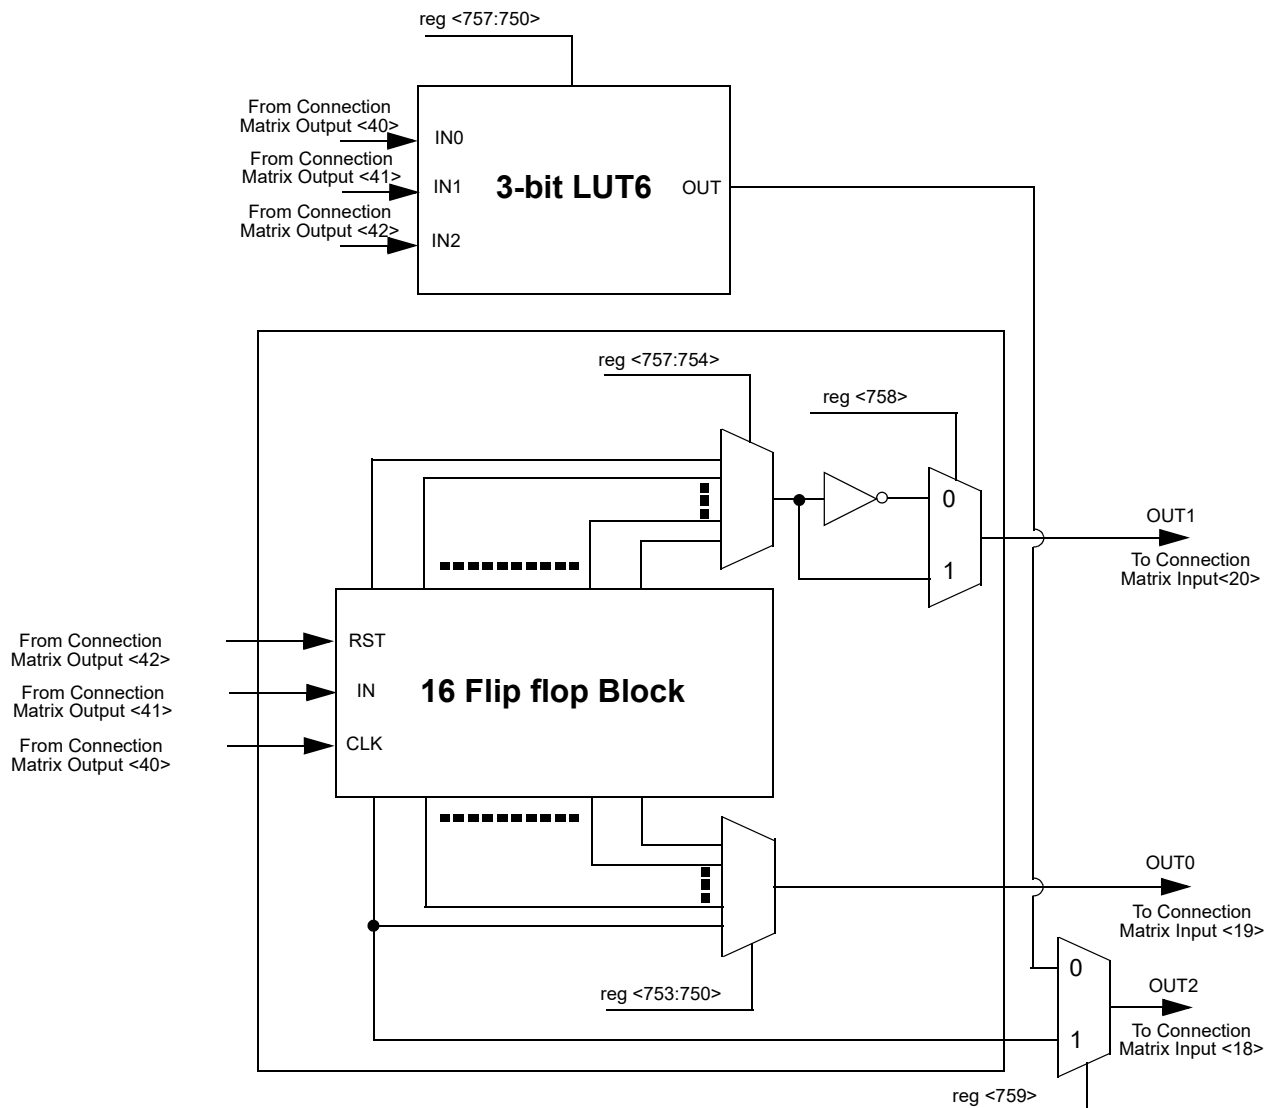 reg <757:750>
From Connection
Matrix Output <40>
IN0
From Connection
Matrix Output <41>
IN1
3-bit LUT6
OUT
From Connection
Matrix Output <42>
IN2
reg <757:754>
reg <758>
0
OUT1
To Connection
Matrix Input<20>
1
From Connection
Matrix Output <42>
RST
From Connection
Matrix Output <41>
IN
16 Flip flop Block
From Connection
Matrix Output <40>
CLK
OUT0
To Connection
Matrix Input <19>
reg <753:750>
0
OUT2
To Connection
Matrix Input <18>
1
reg <759>